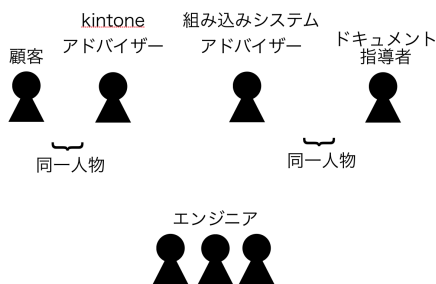 顧客
kintone
アドバイザー
組み込みシステム
アドバイザー
ドキュメント
指導者
同一人物
同一人物
エンジニア